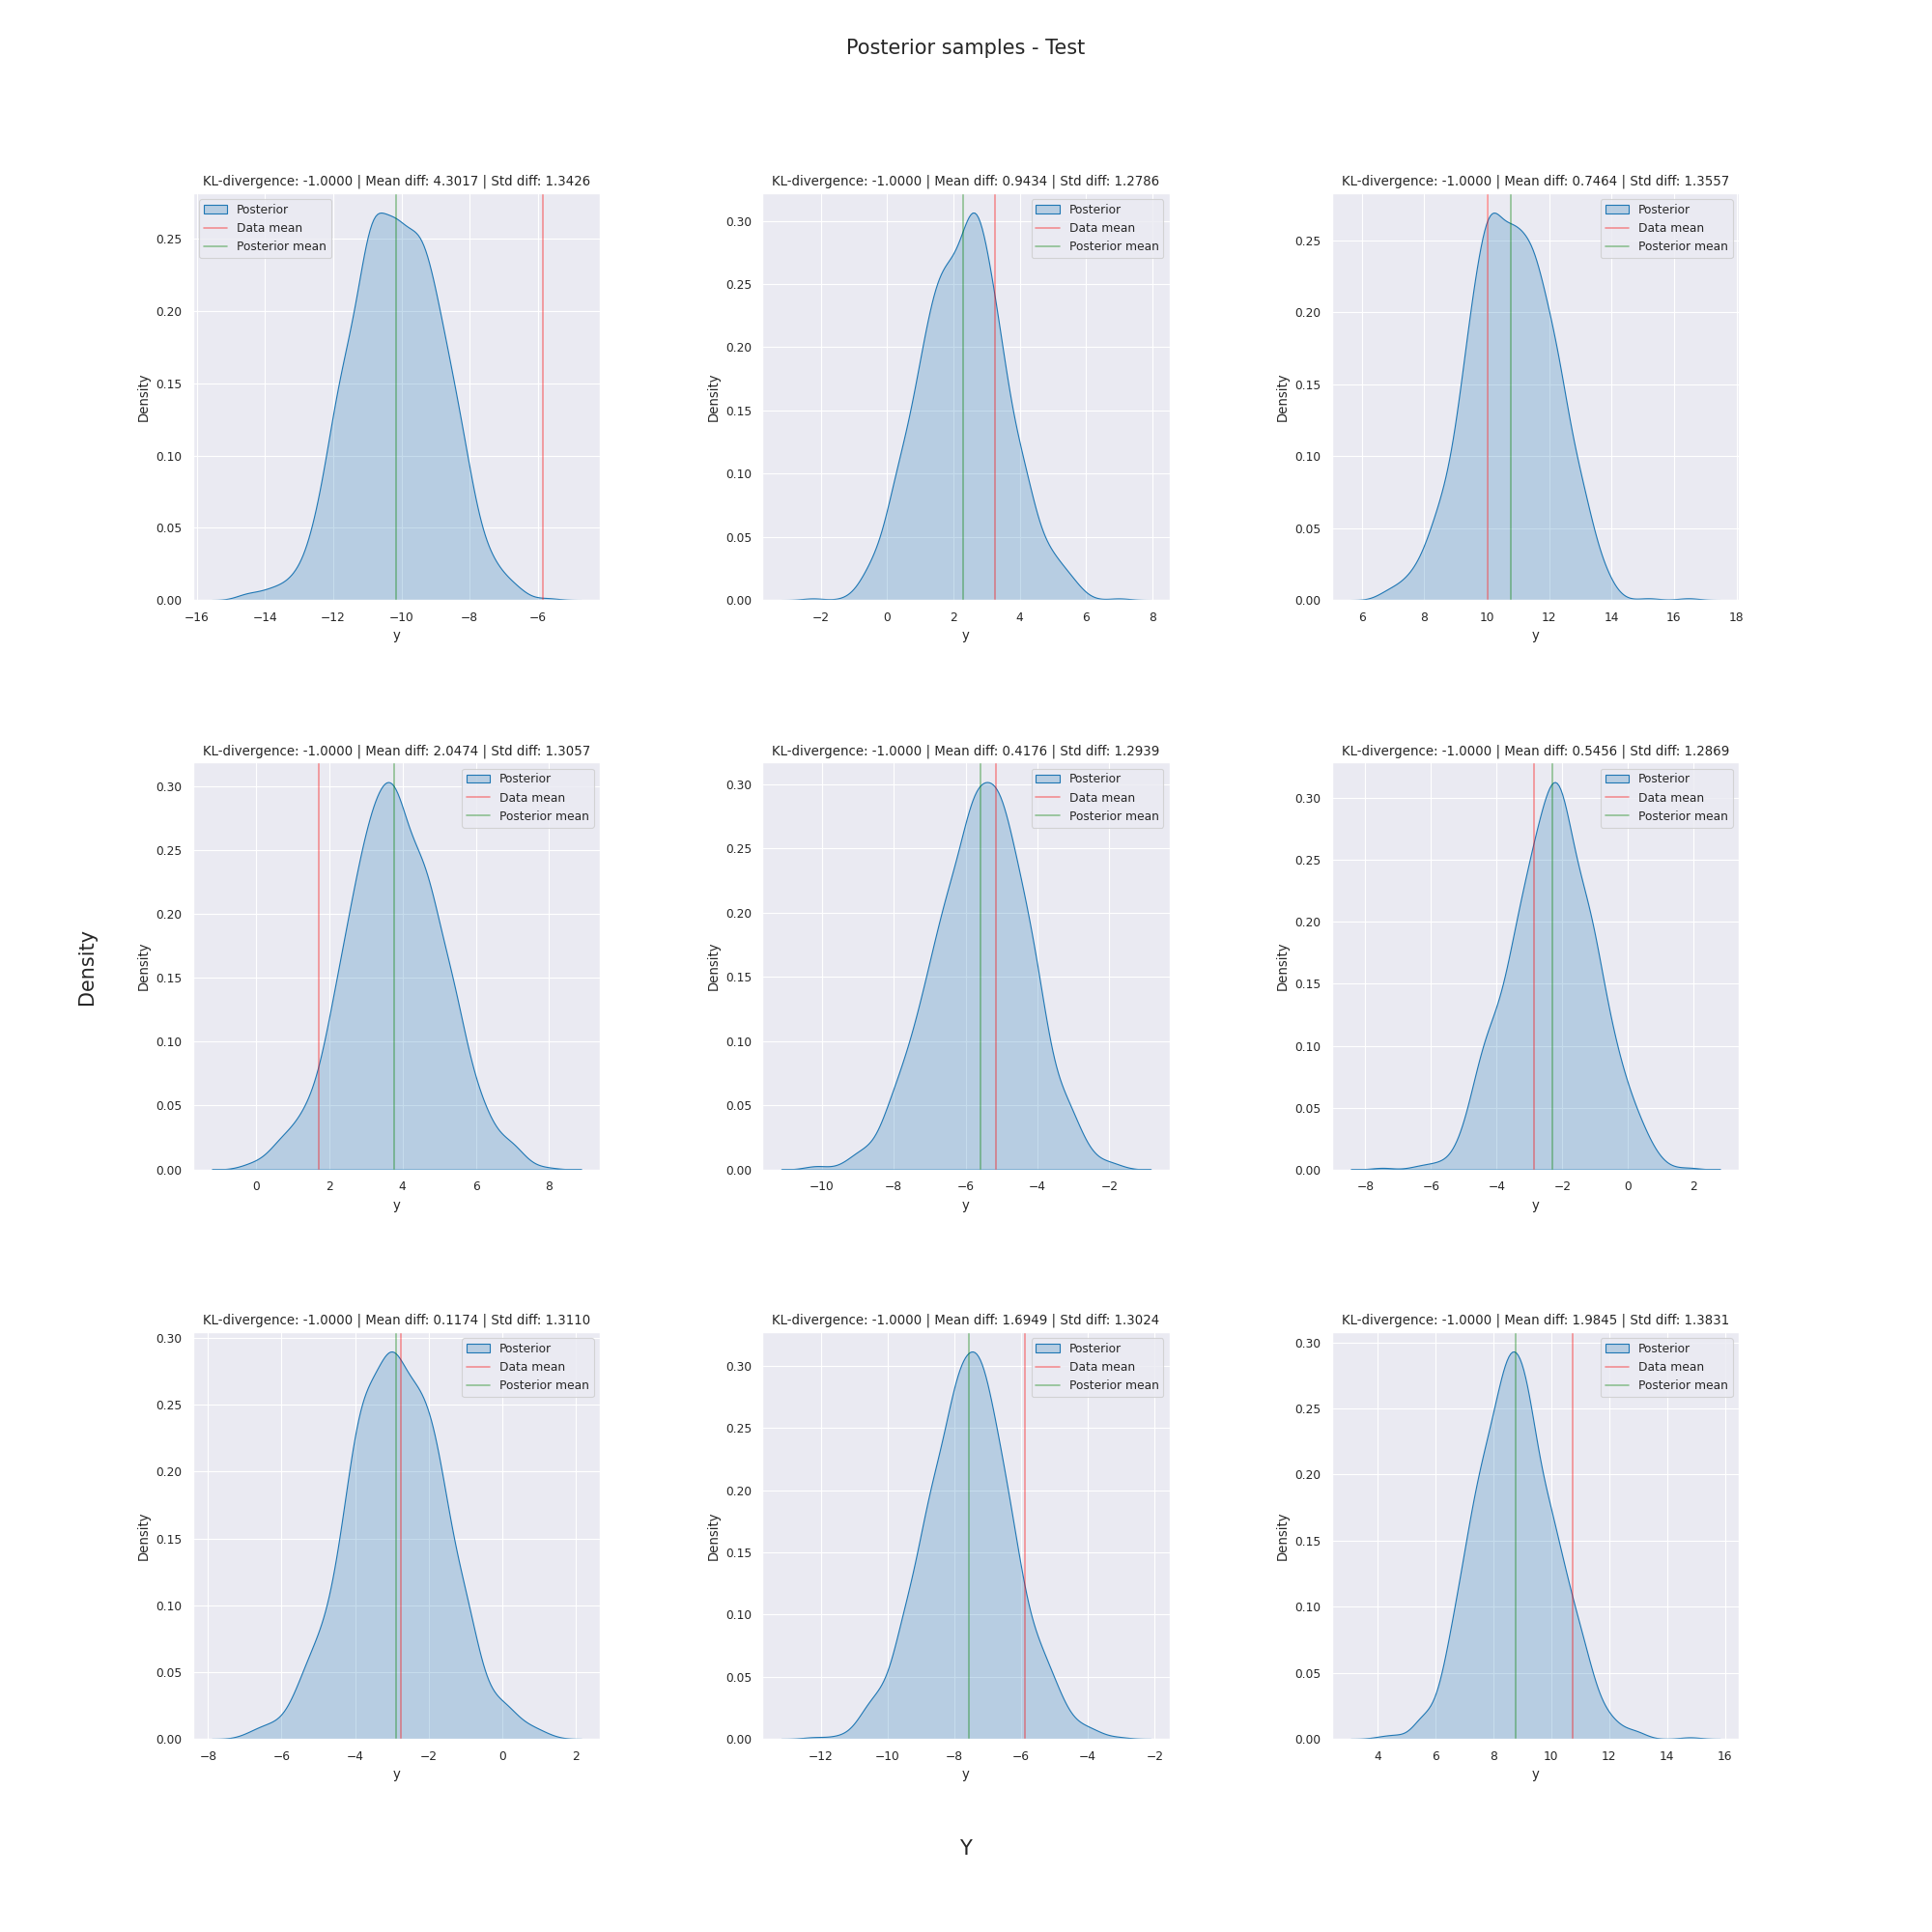 Posterior samples - Test
KL-divergence: -1.0000 | Mean diff: 4.3017 | Std diff: 1.3426
Posterior
Data mean
Posterior mean
0.25
0.20
0.15
0.10
0.05
0.00
Density
−16 −14 −12 −10 −8 −6
y
KL-divergence: -1.0000 | Mean diff: 0.9434 | Std diff: 1.2786
Posterior
Data mean
Posterior mean
0.30
0.25
0.20
0.15
0.10
0.05
0.00
Density
−2 0 2 4 6 8
y
KL-divergence: -1.0000 | Mean diff: 0.7464 | Std diff: 1.3557
Posterior
Data mean
Posterior mean
0.25
0.20
0.15
0.10
0.05
0.00
Density
6 8 10 12 14 16 18
y
Density
KL-divergence: -1.0000 | Mean diff: 2.0474 | Std diff: 1.3057
Posterior
Data mean
Posterior mean
0.30
0.25
0.20
0.15
0.10
0.05
0.00
Density
0 2 4 6 8
y
KL-divergence: -1.0000 | Mean diff: 0.4176 | Std diff: 1.2939
Posterior
Data mean
Posterior mean
0.30
0.25
0.20
0.15
0.10
0.05
0.00
Density
−10 −8 −6 −4 −2
y
KL-divergence: -1.0000 | Mean diff: 0.5456 | Std diff: 1.2869
Posterior
Data mean
Posterior mean
0.30
0.25
0.20
0.15
0.10
0.05
0.00
Density
−8 −6 −4 −2 0 2
y
KL-divergence: -1.0000 | Mean diff: 0.1174 | Std diff: 1.3110
Posterior
Data mean
Posterior mean
0.30
0.25
0.20
0.15
0.10
0.05
0.00
Density
−8 −6 −4 −2 0 2
y
KL-divergence: -1.0000 | Mean diff: 1.6949 | Std diff: 1.3024
Posterior
Data mean
Posterior mean
0.30
0.25
0.20
0.15
0.10
0.05
0.00
Density
−12 −10 −8 −6 −4 −2
y
KL-divergence: -1.0000 | Mean diff: 1.9845 | Std diff: 1.3831
Posterior
Data mean
Posterior mean
0.30
0.25
0.20
0.15
0.10
0.05
0.00
Density
4 6 8 10 12 14 16
y
Y